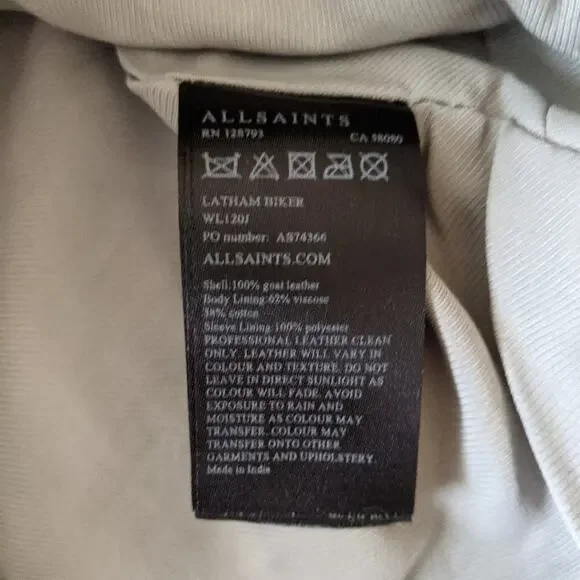 ALLSAINTS
RN 128793 CA 58080
LATHAM BIKER
WL120J
PO number: AS74366
ALLSAINTS.COM
Shell:100% goat leather
Body Lining:62% viscose
38% cotton
Sleeve Lining:100% polyester
PROFESSIONAL LEATHER CLEAN
ONLY. LEATHER WILL VARY IN
COLOUR AND TEXTURE. DO NOT
LEAVE IN DIRECT SUNLIGHT AS
COLOUR WILL FADE. AVOID
EXPOSURE TO RAIN AND
MOISTURE AS COLOUR MAY
TRANSFER. COLOUR MAY
TRANSFER ONTO OTHER
GARMENTS AND UPHOLSTERY.
Made in India